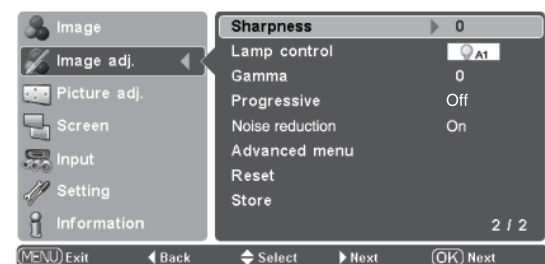 Image
Image adj.
Picture adj.
Screen
Input
Setting
Information
Sharpness 0
Lamp control A1
Gamma 0
Progressive Off
Noise reduction On
Advanced menu
Reset
Store
2 / 2
MENU Exit Back Select Next OK Next